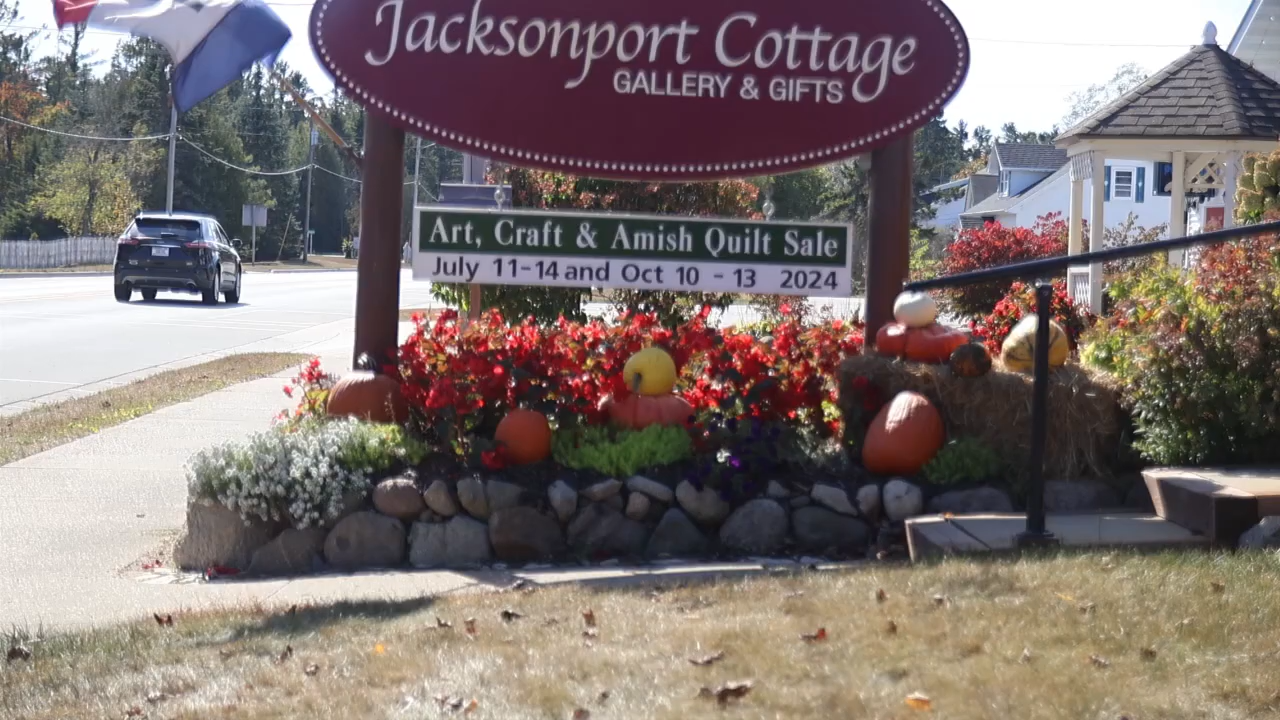 Jacksonport Cottage
GALLERY & GIFTS
Art, Craft & Amish Quilt Sale
July 11-14 and Oct 10 - 13 2024